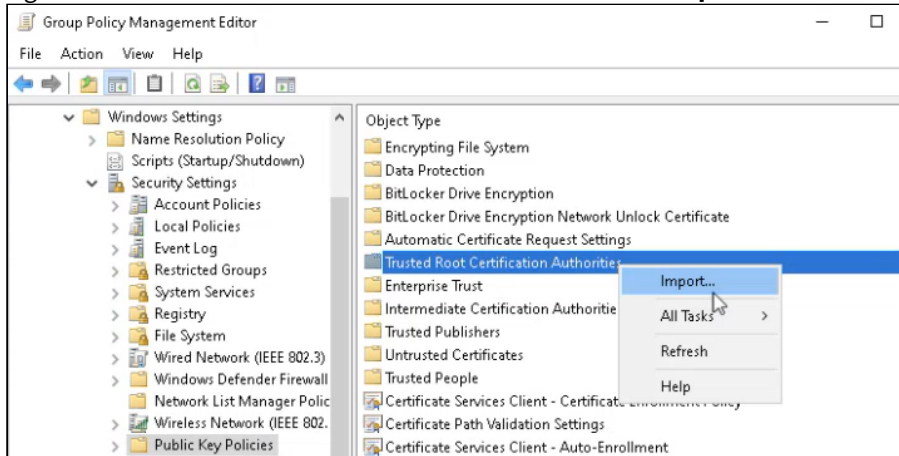 Group Policy Management Editor
File Action View Help
Windows Settings
Name Resolution Policy
Scripts (Startup/Shutdown)
Security Settings
Account Policies
Local Policies
Event Log
Restricted Groups
System Services
Registry
File System
Wired Network (IEEE 802.3)
Windows Defender Firewall
Network List Manager Polic
Wireless Network (IEEE 802.
Public Key Policies
Object Type
Encrypting File System
Data Protection
BitLocker Drive Encryption
BitLocker Drive Encryption Network Unlock Certificate
Automatic Certificate Request Settings
Trusted Root Certification Authorities
Enterprise Trust
Intermediate Certification Authoritie
Trusted Publishers
Untrusted Certificates
Trusted People
Certificate Services Client - Certificate Enrollment Policy
Certificate Path Validation Settings
Certificate Services Client - Auto-Enrollment
Import...
All Tasks
Refresh
Help